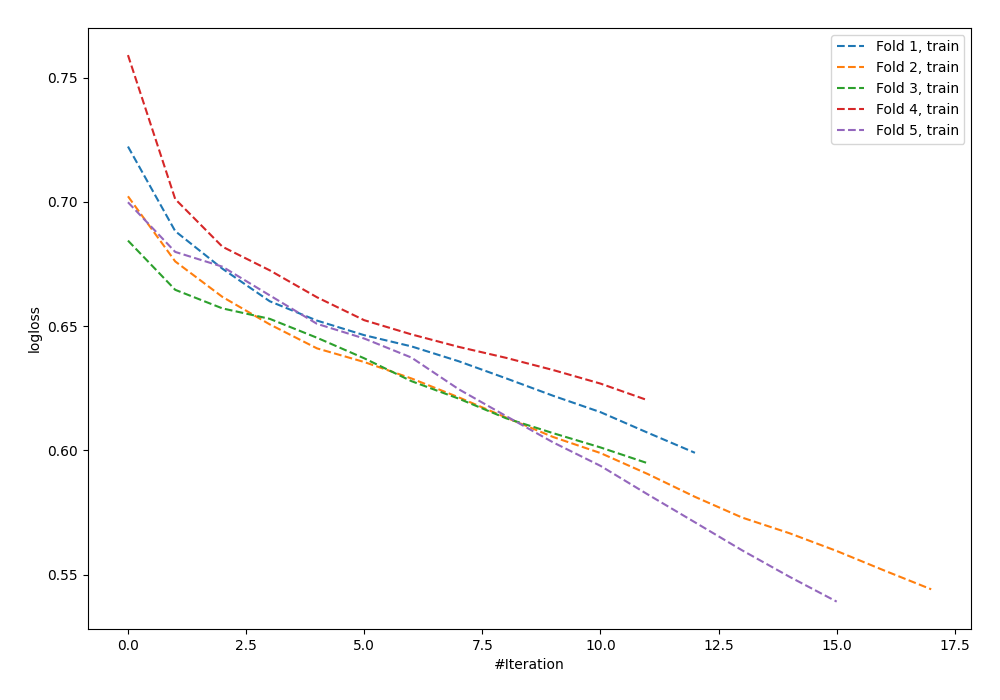 Fold 1, train
Fold 2, train
Fold 3, train
Fold 4, train
Fold 5, train
logloss
0.75
0.70
0.65
0.60
0.55
0.0 2.5 5.0 7.5 10.0 12.5 15.0 17.5
#Iteration